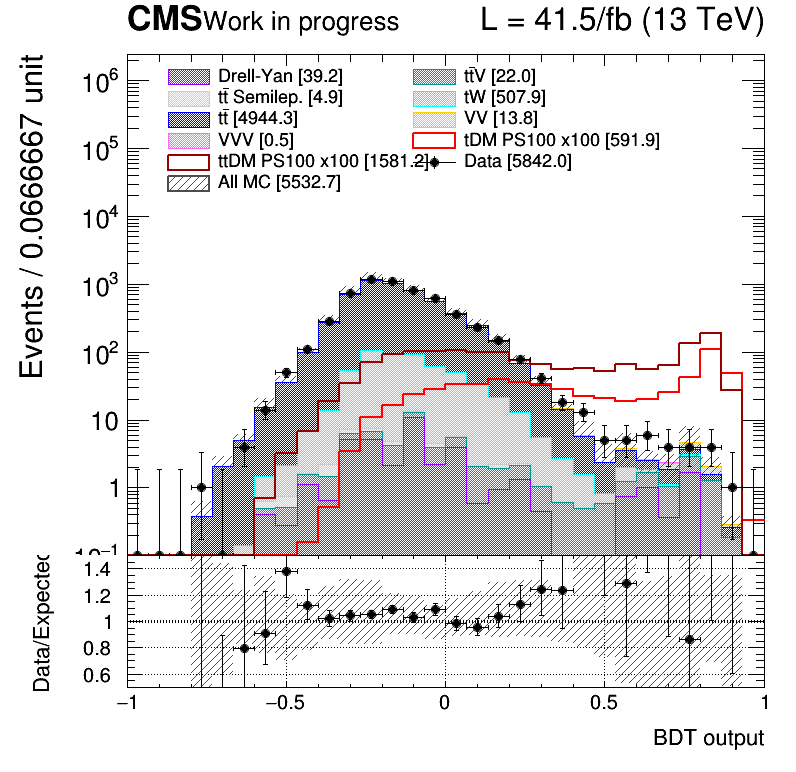 CMS Work in progress L = 41.5/fb (13 TeV)
Events / 0.0666667 unit
10⁶
10⁵
10⁴
10³
10²
10
1
10⁻¹
Drell-Yan [39.2]
tt̄V [22.0]
tt̄ Semilep. [4.9]
tW [507.9]
tt̄ [4944.3]
VV [13.8]
VVV [0.5]
tDM PS100 x100 [591.9]
ttDM PS100 x100 [1581.2]
Data [5842.0]
All MC [5532.7]
Data/Expected
1.4
1.2
1
0.8
0.6
−1 −0.5 0 0.5 1
BDT output